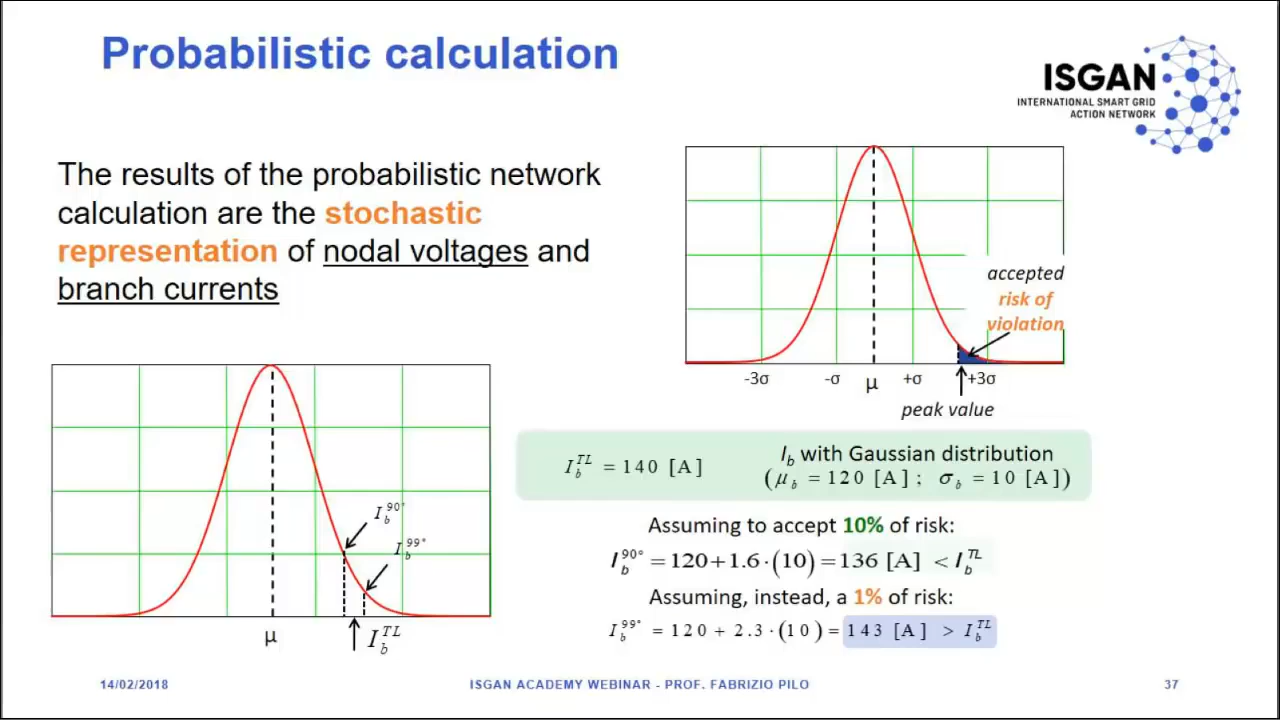 Probabilistic calculation
ISGAN
INTERNATIONAL SMART GRID
ACTION NETWORK
The results of the probabilistic network
calculation are the stochastic
representation of nodal voltages and
branch currents
accepted
risk of
violation
-3σ -σ μ +σ +3σ
peak value
I_b^{90°}
I_b^{99°}
μ
I_b^{TL}
I_b^{TL} = 140 [A]
I_b with Gaussian distribution
(μ_b = 120 [A]; σ_b = 10 [A])
Assuming to accept 10% of risk:
I_b^{90°} = 120+1.6·(10) = 136 [A] < I_b^{TL}
Assuming, instead, a 1% of risk:
I_b^{99°} = 120 + 2.3·(10) = 143 [A] > I_b^{TL}
14/02/2018
ISGAN ACADEMY WEBINAR - PROF. FABRIZIO PILO
37